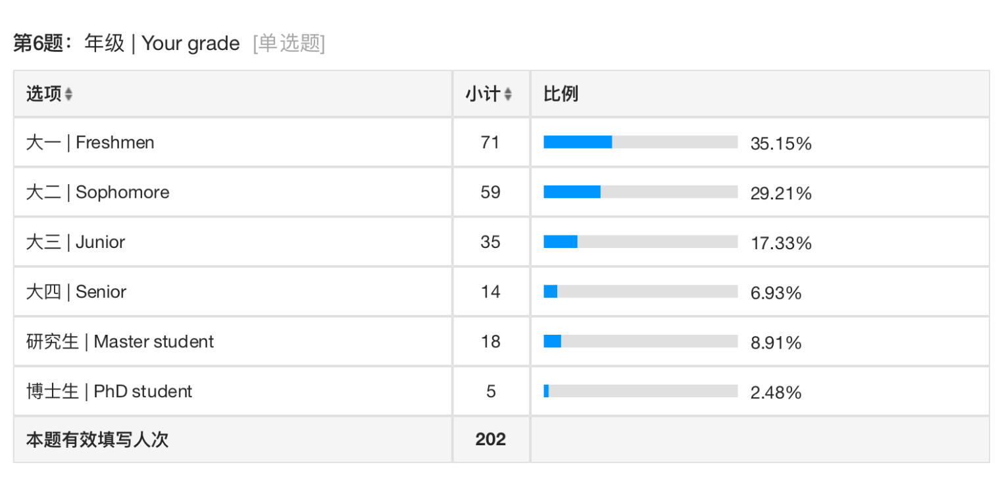 第6题：年级 | Your grade [单选题]
选项 小计 比例
大一 | Freshmen 71 35.15%
大二 | Sophomore 59 29.21%
大三 | Junior 35 17.33%
大四 | Senior 14 6.93%
研究生 | Master student 18 8.91%
博士生 | PhD student 5 2.48%
本题有效填写人次 202